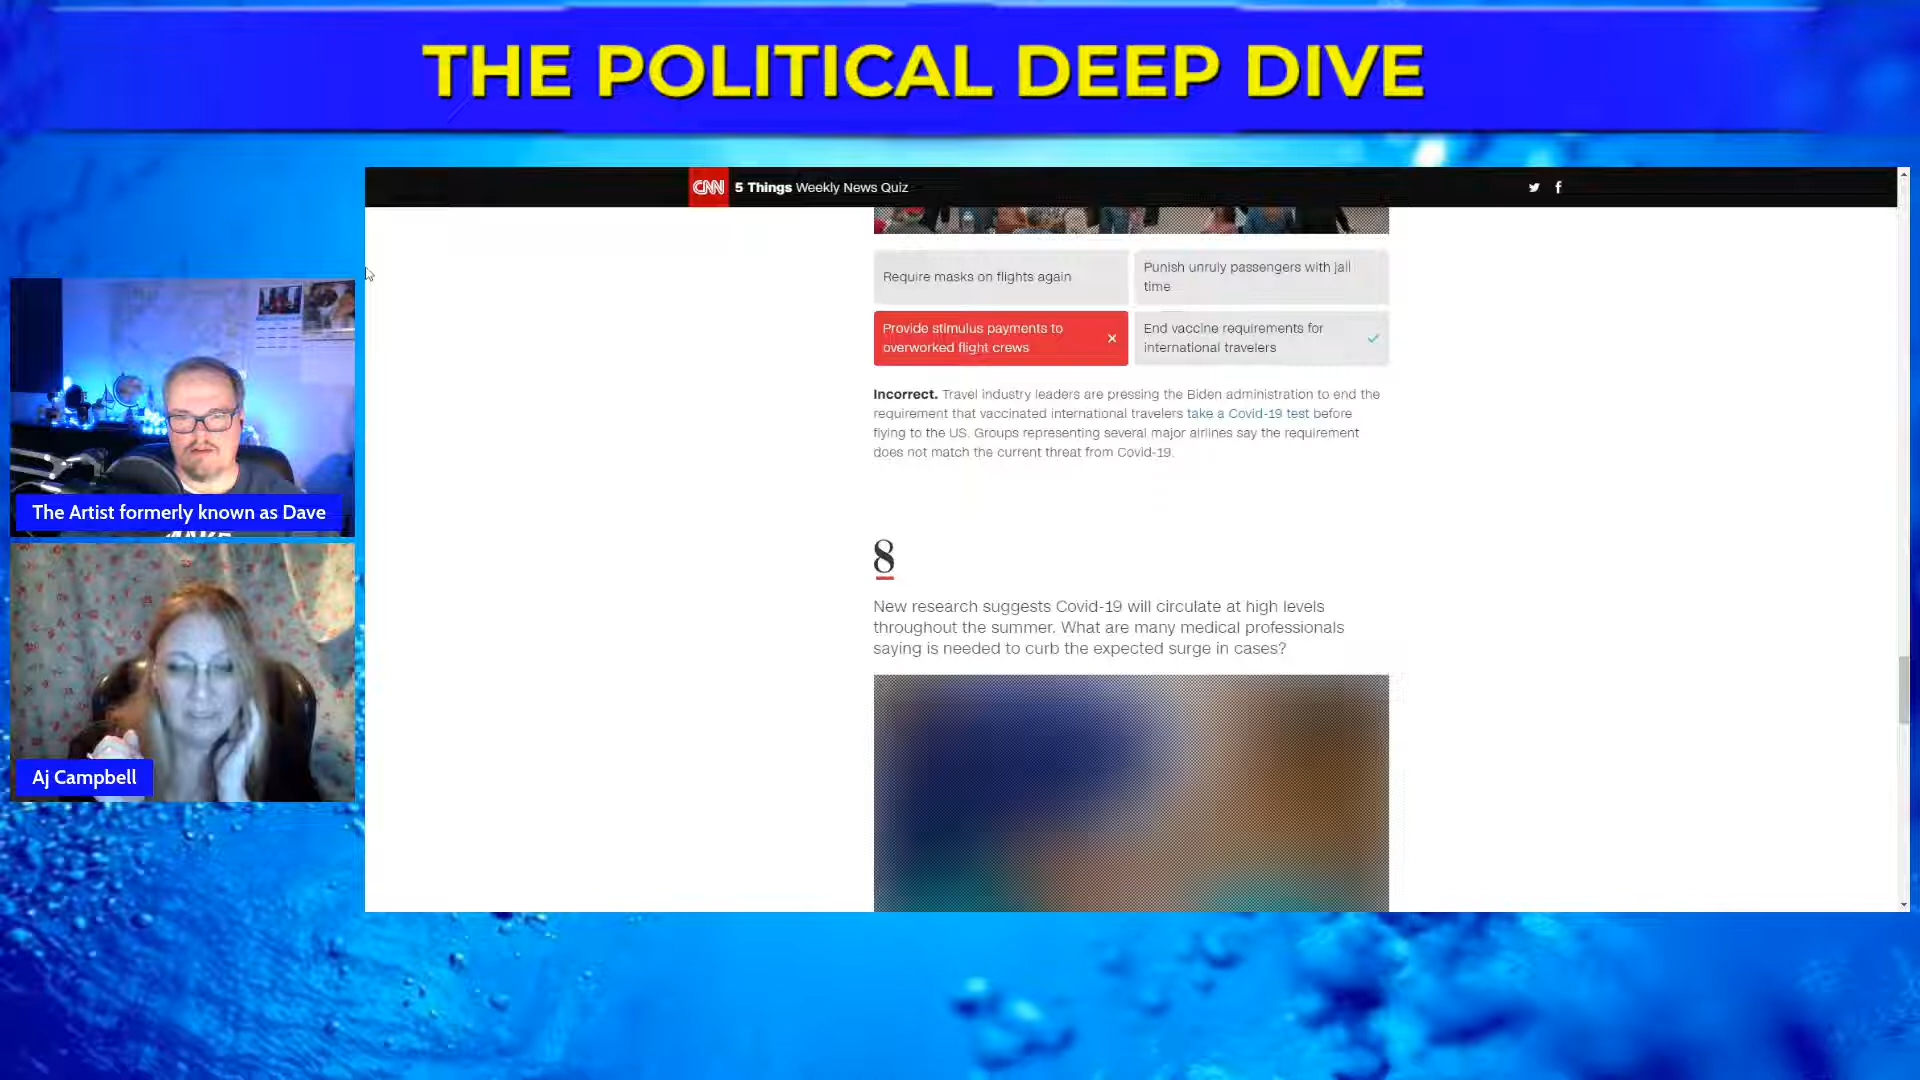 THE POLITICAL DEEP DIVE
CNN 5 Things Weekly News Quiz
Require masks on flights again
Punish unruly passengers with jail
time
Provide stimulus payments to
overworked flight crews
End vaccine requirements for
international travelers
Incorrect. Travel industry leaders are pressing the Biden administration to end the
requirement that vaccinated international travelers take a Covid-19 test before
flying to the US. Groups representing several major airlines say the requirement
does not match the current threat from Covid-19.
8
New research suggests Covid-19 will circulate at high levels
throughout the summer. What are many medical professionals
saying is needed to curb the expected surge in cases?
The Artist formerly known as Dave
Aj Campbell